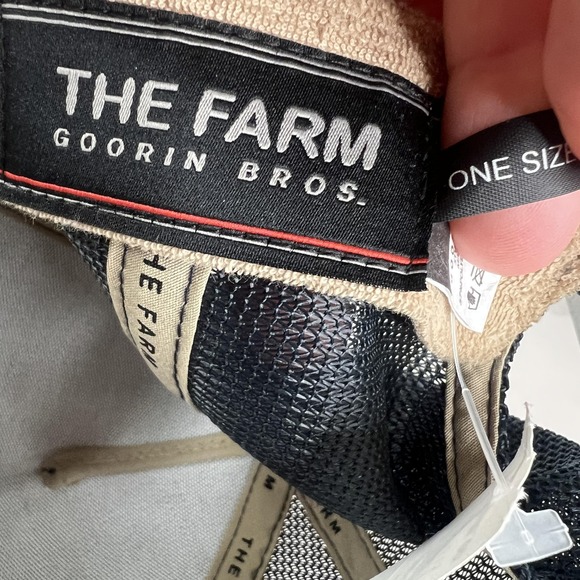 THE FARM
GOORIN BROS.
ONE SIZE
THE FARM
THE